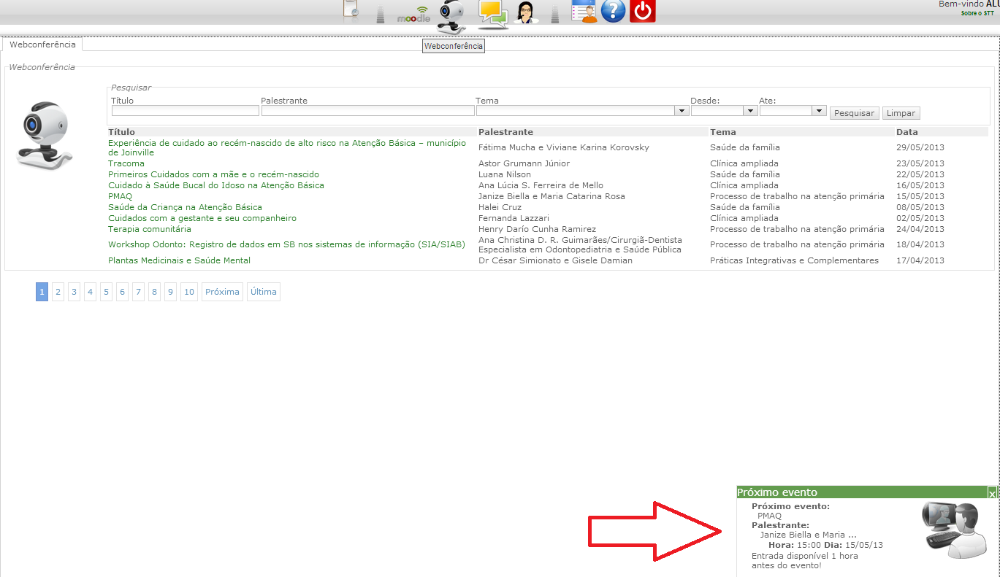 Bem-vindo ALU
Sobre o STT
moodle
Webconferência
Webconferência
Webconferência
Pesquisar
Título Palestrante Tema Desde: Ate:
Pesquisar Limpar
Título Palestrante Tema Data
Experiência de cuidado ao recém-nascido de alto risco na Atenção Básica – município
de Joinville
Fátima Mucha e Viviane Karina Korovsky Saúde da família 29/05/2013
Tracoma Astor Grumann Júnior Clínica ampliada 23/05/2013
Primeiros Cuidados com a mãe e o recém-nascido Luana Nilson Saúde da família 22/05/2013
Cuidado à Saúde Bucal do Idoso na Atenção Básica Ana Lúcia S. Ferreira de Mello Clínica ampliada 16/05/2013
PMAQ Janize Biella e Maria Catarina Rosa Processo de trabalho na atenção primária 15/05/2013
Saúde da Criança na Atenção Básica Halei Cruz Saúde da família 08/05/2013
Cuidados com a gestante e seu companheiro Fernanda Lazzari Clínica ampliada 02/05/2013
Terapia comunitária Henry Darío Cunha Ramirez Processo de trabalho na atenção primária 24/04/2013
Workshop Odonto: Registro de dados em SB nos sistemas de informação (SIA/SIAB)
Ana Christina D. R. Guimarães/Cirurgiã-Dentista
Especialista em Odontopediatria e Saúde Pública
Processo de trabalho na atenção primária 18/04/2013
Plantas Medicinais e Saúde Mental Dr César Simionato e Gisele Damian Práticas Integrativas e Complementares 17/04/2013
1 2 3 4 5 6 7 8 9 10 Próxima Última
Próximo evento x
Próximo evento:
PMAQ
Palestrante:
Janize Biella e Maria ...
Hora: 15:00 Dia: 15/05/13
Entrada disponível 1 hora
antes do evento!